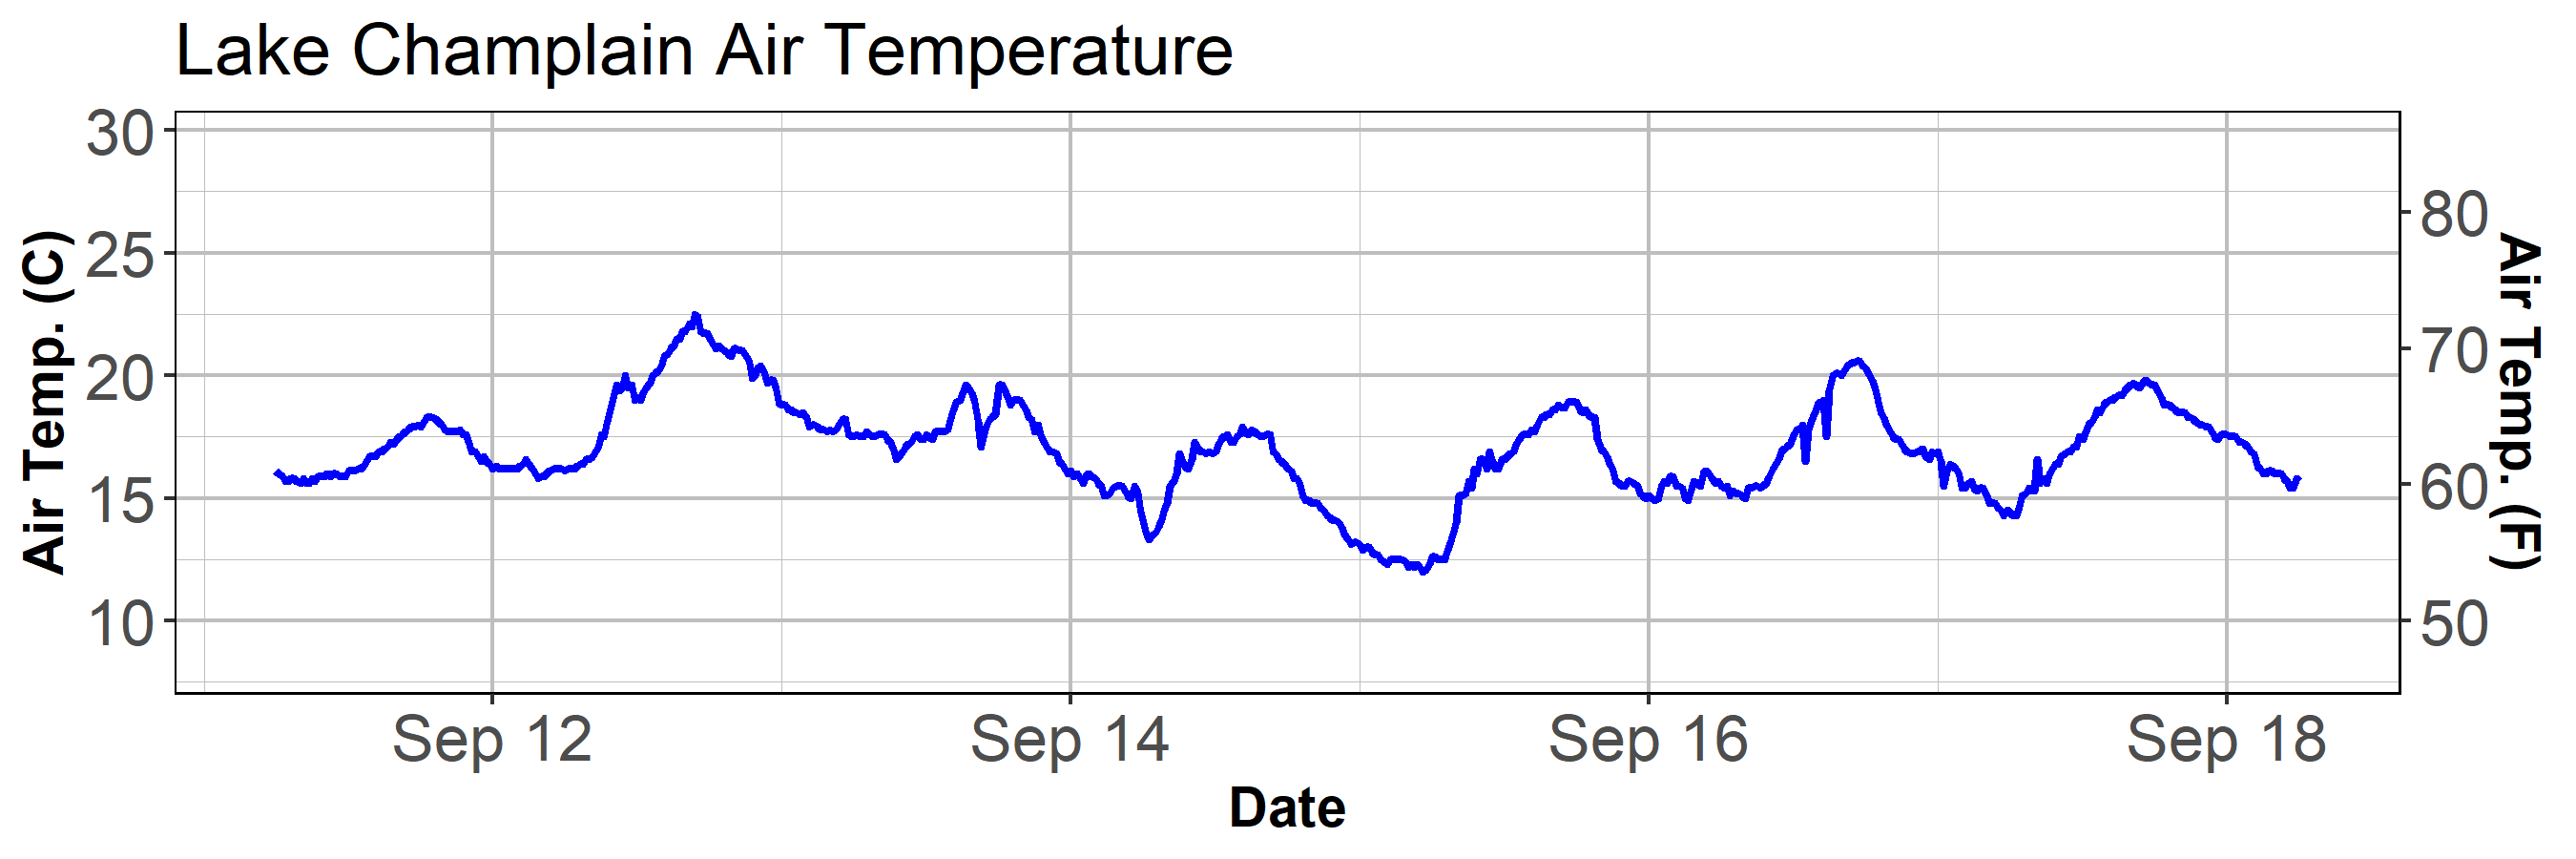 Lake Champlain Air Temperature
Air Temp. (C)
30
25
20
15
10
80
70
60
50
Air Temp. (F)
Sep 12
Sep 14
Sep 16
Sep 18
Date